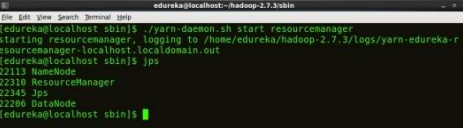 edureka@localhost:~/hadoop-2.7.3/sbin
File Edit View Search Terminal Help
[edureka@localhost sbin]$ ./yarn-daemon.sh start resourcemanager
starting resourcemanager, logging to /home/edureka/hadoop-2.7.3/logs/yarn-edureka-r
esourcemanager-localhost.localdomain.out
[edureka@localhost sbin]$ jps
22113 NameNode
22310 ResourceManager
22345 Jps
22206 DataNode
[edureka@localhost sbin]$